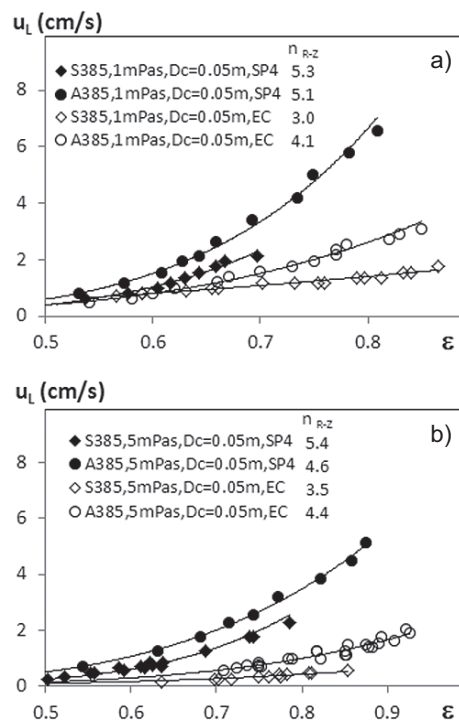 u_L (cm/s)
a)
n R-Z
S385,1mPas,Dc=0.05m,SP4 5.3
A385,1mPas,Dc=0.05m,SP4 5.1
S385,1mPas,Dc=0.05m,EC 3.0
A385,1mPas,Dc=0.05m,EC 4.1
8
6
4
2
0
0.5 0.6 0.7 0.8 ε
u_L (cm/s)
b)
n R-Z
S385,5mPas,Dc=0.05m,SP4 5.4
A385,5mPas,Dc=0.05m,SP4 4.6
S385,5mPas,Dc=0.05m,EC 3.5
A385,5mPas,Dc=0.05m,EC 4.4
8
6
4
2
0
0.5 0.6 0.7 0.8 0.9 ε